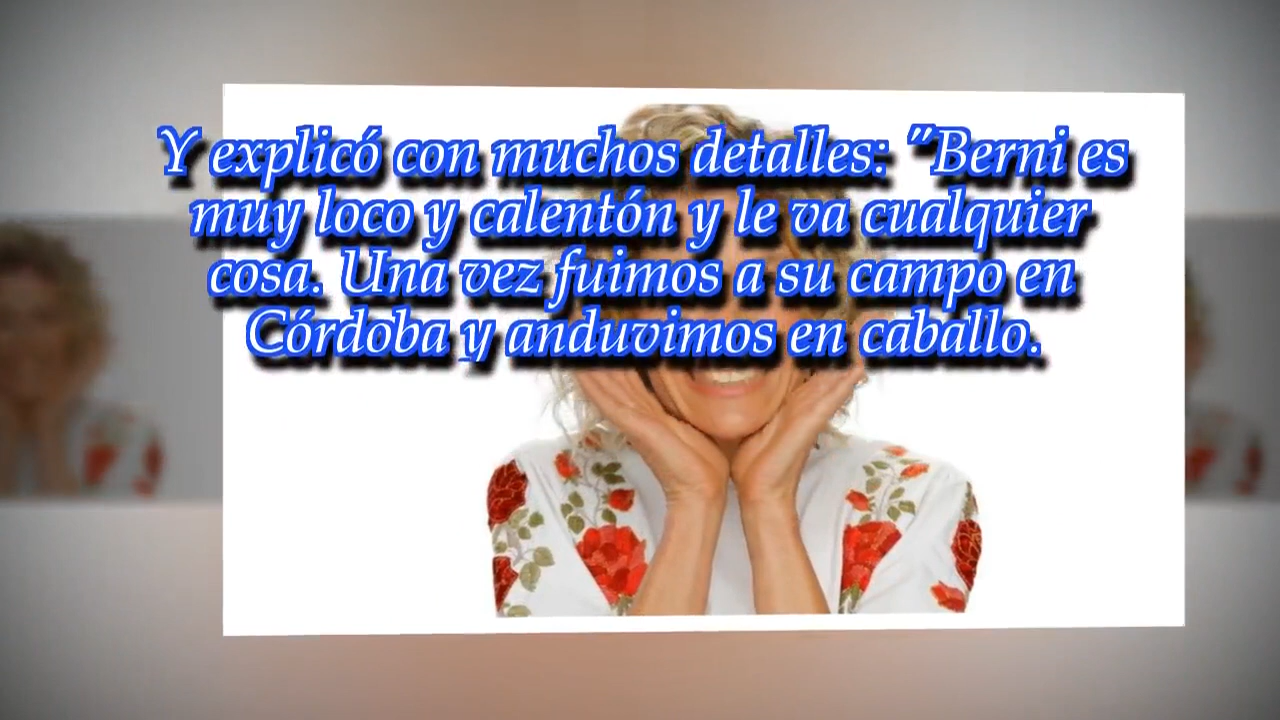 Y explicó con muchos detalles: "Berni es
muy loco y calentón y le va cualquier
cosa. Una vez fuimos a su campo en
Córdoba y anduvimos en caballo.